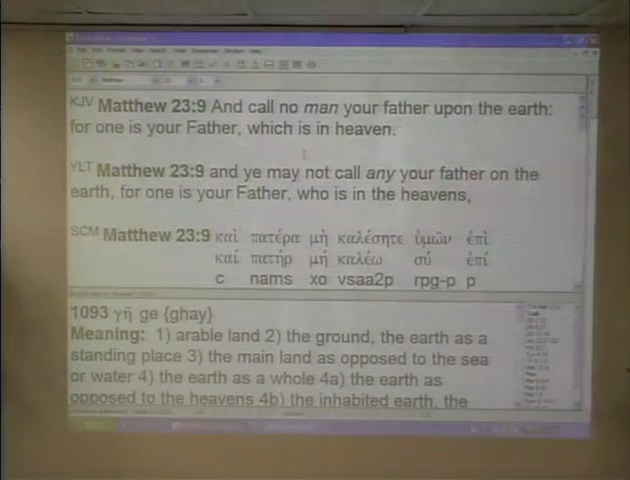 KJV Matthew 23:9 And call no man your father upon the earth:
for one is your Father, which is in heaven.
YLT Matthew 23:9 and ye may not call any your father on the
earth, for one is your Father, who is in the heavens,
SCM Matthew 23:9 καὶ πατέρα μὴ καλέσητε ὑμῶν ἐπὶ
καί πατήρ μή καλέω σύ ἐπί
c nams xo vsaa2p rpg-p p
1093 γῆ ge {ghay}
Meaning: 1) arable land 2) the ground, the earth as a
standing place 3) the main land as opposed to the sea
or water 4) the earth as a whole 4a) the earth as
opposed to the heavens 4b) the inhabited earth, the